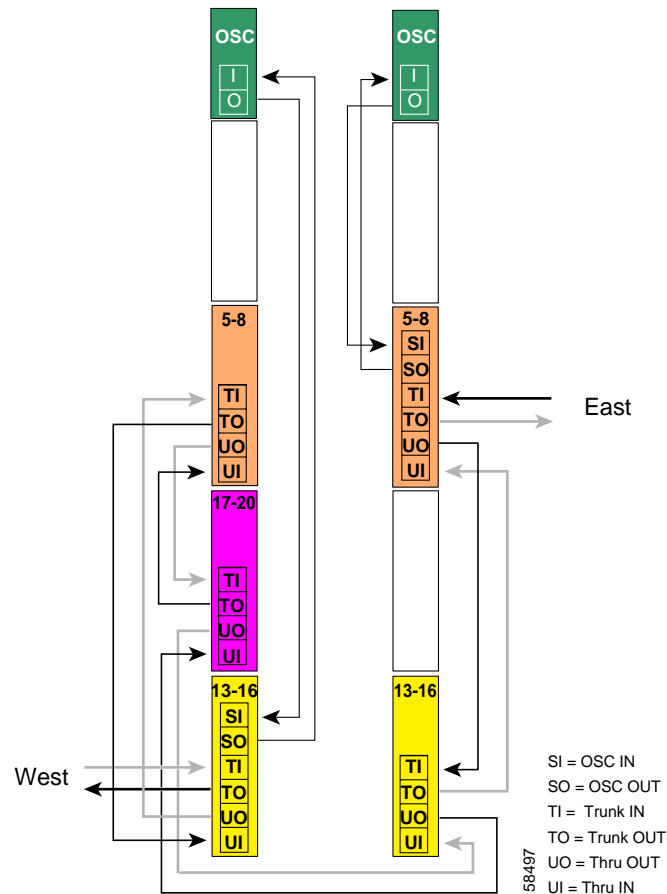 OSC
I
O
OSC
I
O
5-8
TI
TO
UO
UI
5-8
SI
SO
TI
TO
UO
UI
East
17-20
TI
TO
UO
UI
13-16
SI
SO
TI
TO
UO
UI
West
13-16
TI
TO
UO
UI
SI = OSC IN
SO = OSC OUT
TI = Trunk IN
TO = Trunk OUT
UO = Thru OUT
UI = Thru IN
58497